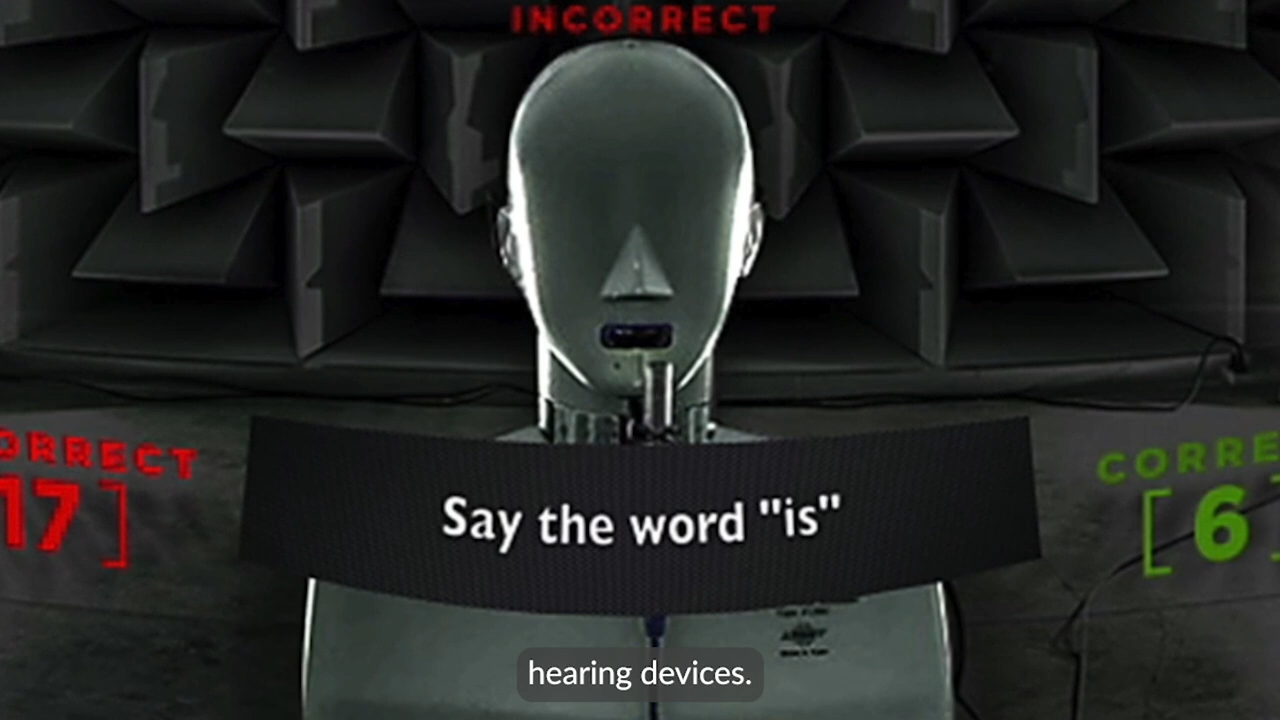 INCORRECT
ORRECT
17 ]
CORRE
[ 6
Say the word "is"
hearing devices.